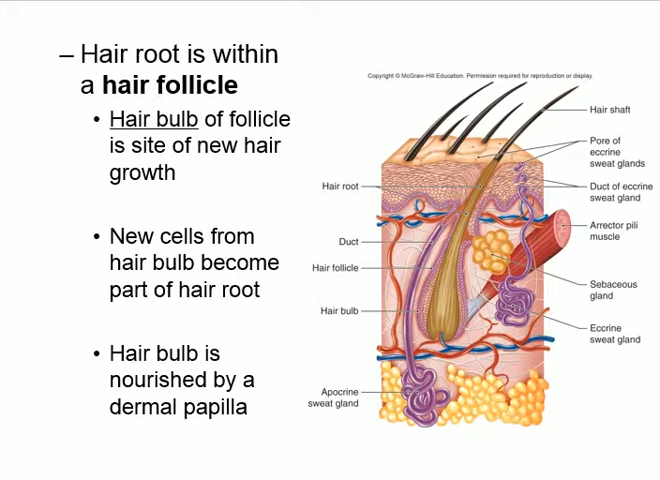 – Hair root is within
a hair follicle
• Hair bulb of follicle
is site of new hair
growth
• New cells from
hair bulb become
part of hair root
• Hair bulb is
nourished by a
dermal papilla
Copyright © McGraw-Hill Education. Permission required for reproduction or display.
Hair root
Duct
Hair follicle
Hair bulb
Apocrine
sweat gland
Hair shaft
Pore of
eccrine
sweat glands
Duct of eccrine
sweat gland
Arrector pili
muscle
Sebaceous
gland
Eccrine
sweat gland